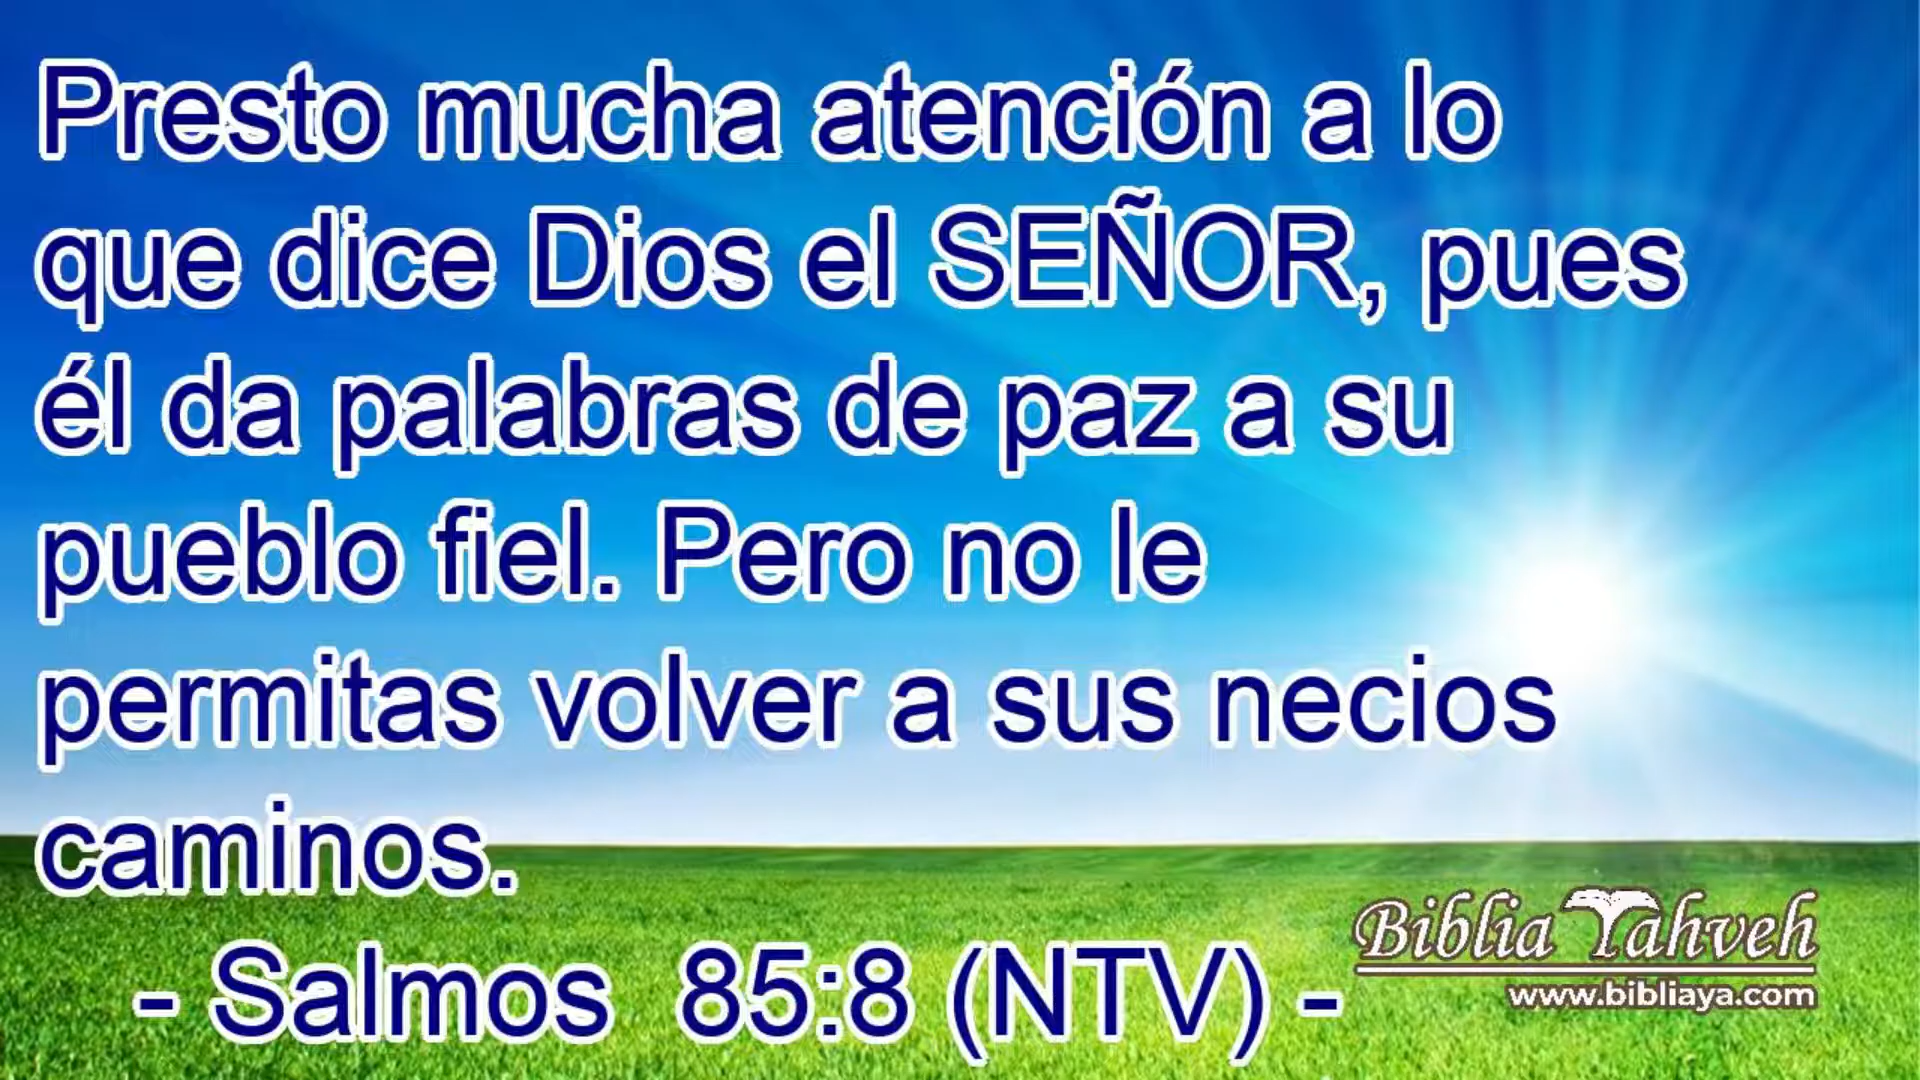 Presto mucha atención a lo
que dice Dios el SEÑOR, pues
él da palabras de paz a su
pueblo fiel. Pero no le
permitas volver a sus necios
caminos.
- Salmos 85:8 (NTV) -
Biblia Yahveh
www.bibliaya.com